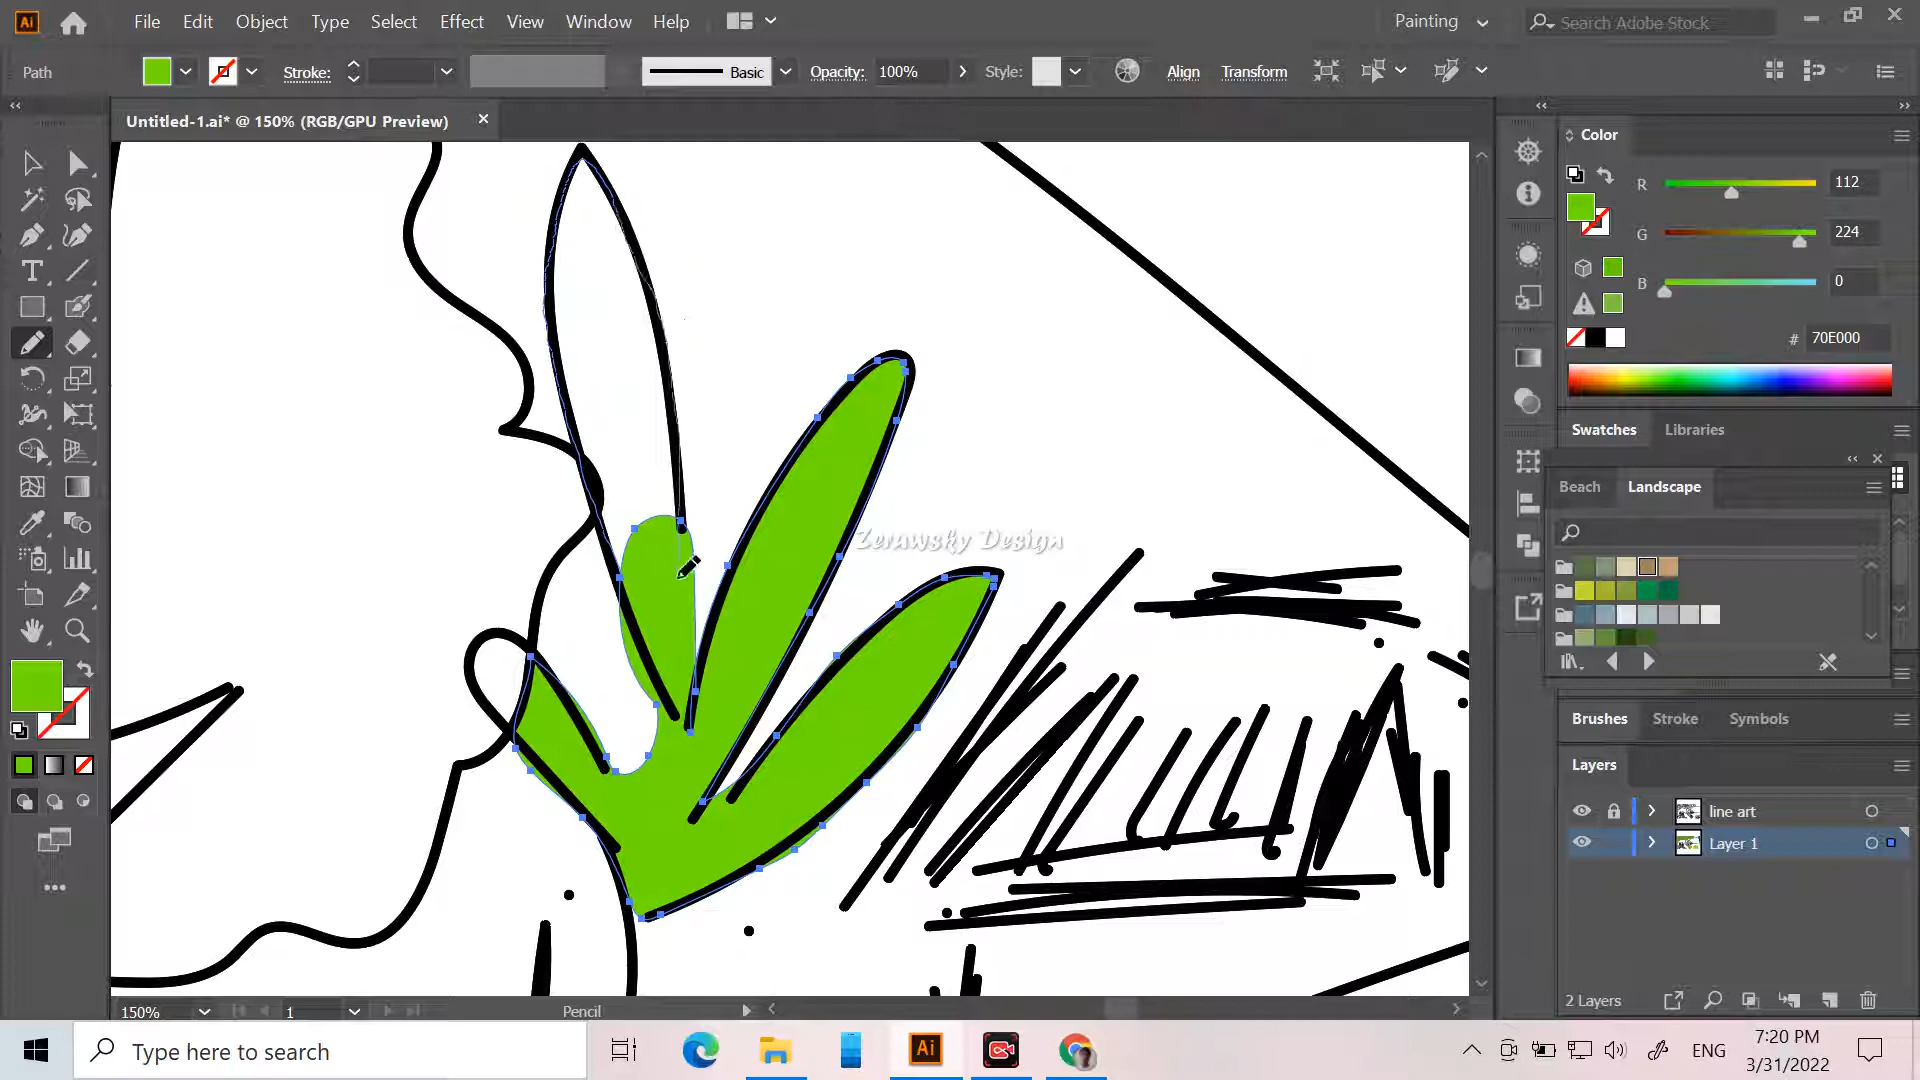 Ai File Edit Object Type Select Effect View Window Help Painting Search Adobe Stock
Path Stroke: Basic Opacity: 100% Style: Align Transform
Untitled-1.ai* @ 150% (RGB/GPU Preview)
Color
R 112
G 224
B 0
# 70E000
Swatches Libraries
Beach Landscape
Zerawsky Design
Brushes Stroke Symbols
Layers
line art
Layer 1
2 Layers
150% 1 Pencil
Type here to search
Ai
ENG
7:20 PM
3/31/2022